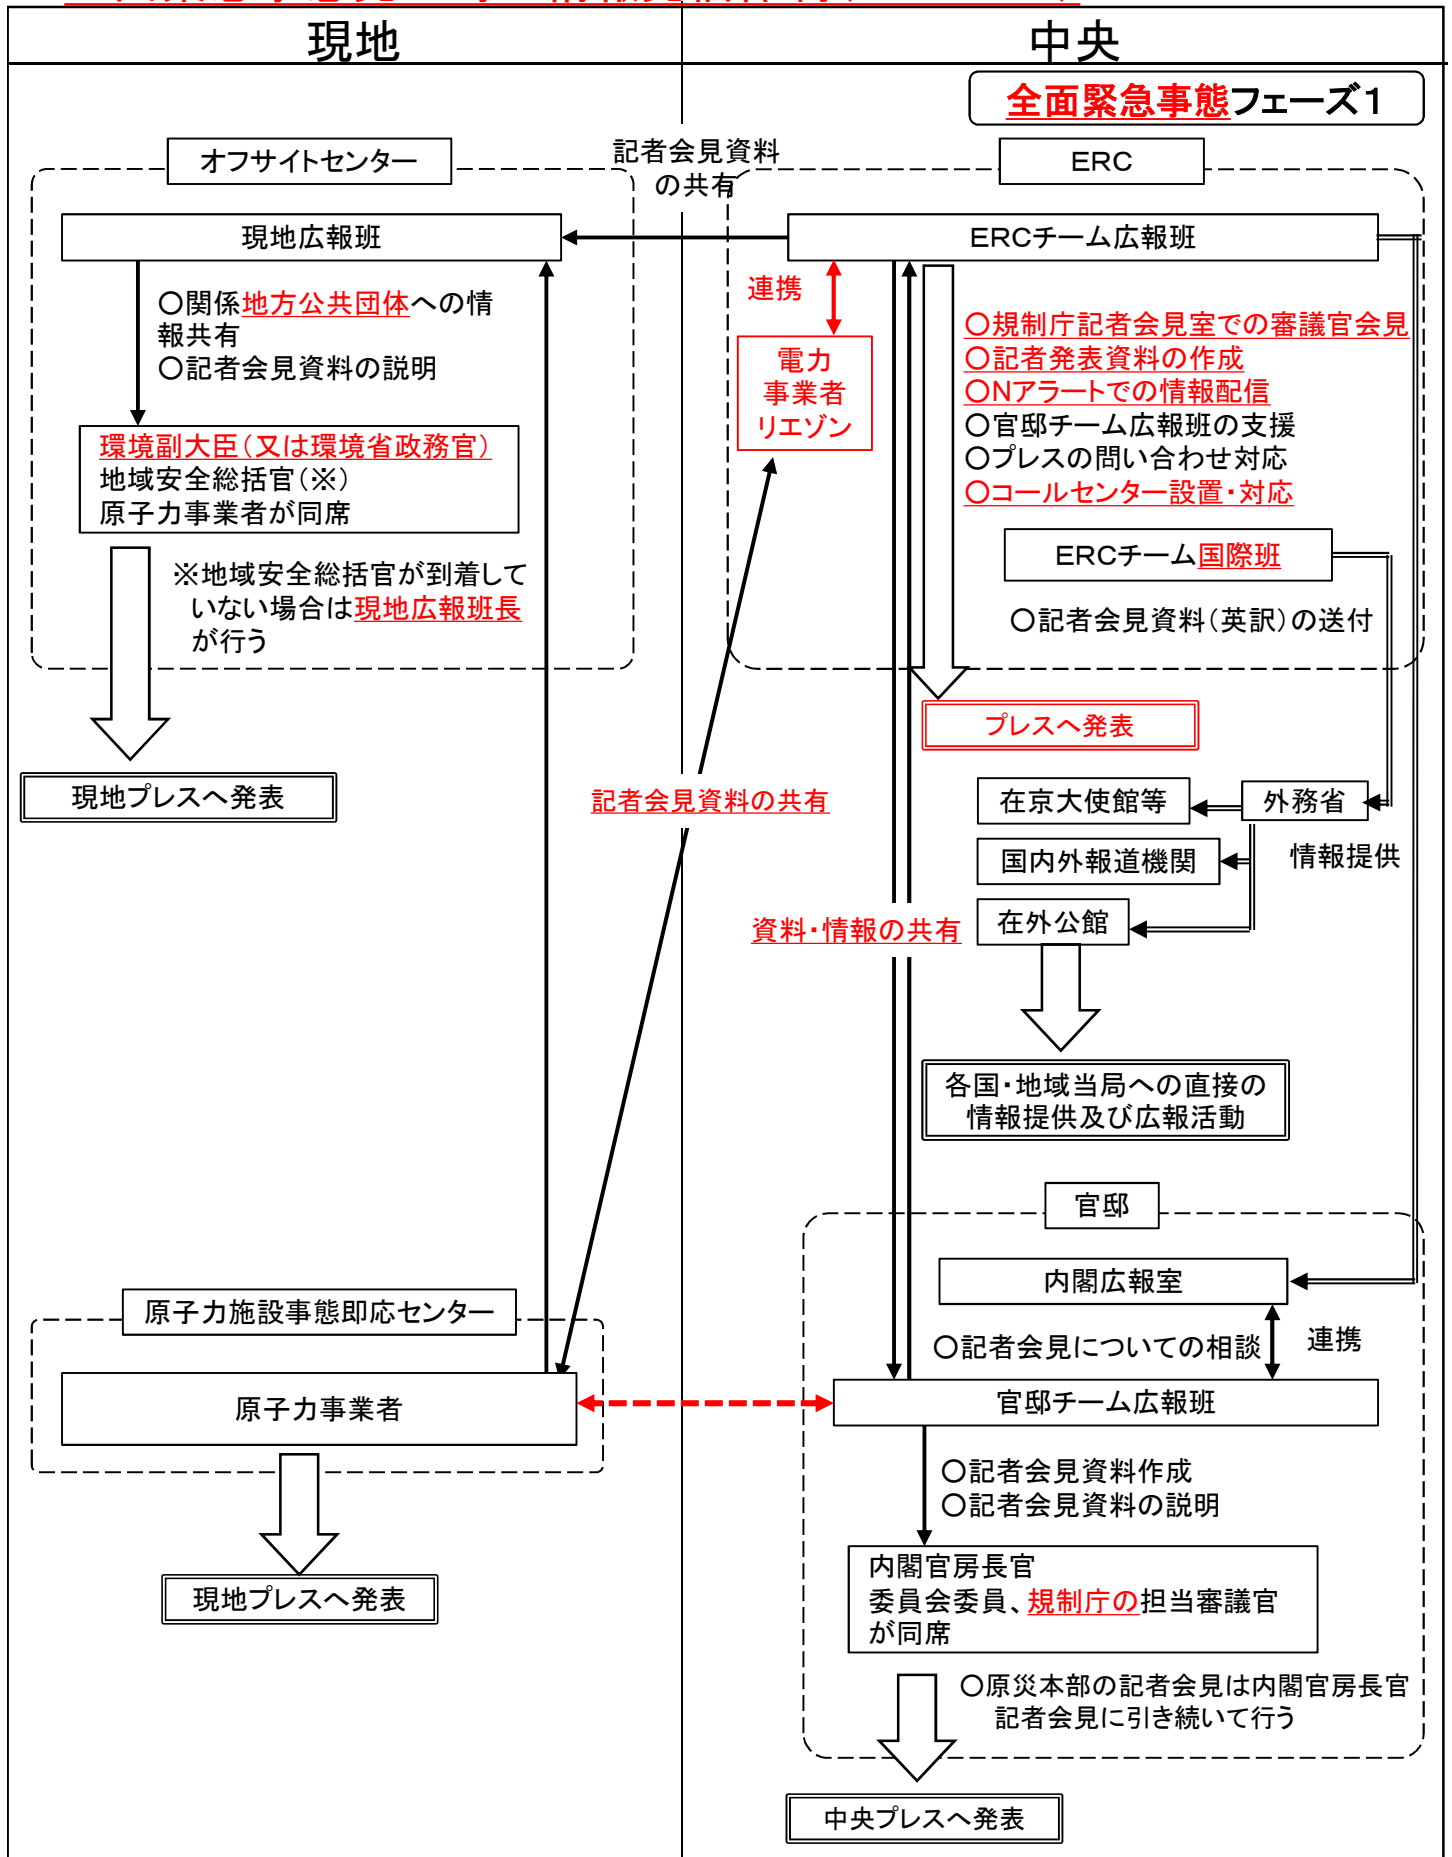 現地
中央
全面緊急事態フェーズ1
オフサイトセンター
記者会見資料
の共有
ERC
現地広報班
ERCチーム広報班
○関係地方公共団体への情
報共有
○記者会見資料の説明
連携
電力
事業者
リエゾン
○規制庁記者会見室での審議官会見
○記者発表資料の作成
○Nアラートでの情報配信
○官邸チーム広報班の支援
○プレスの問い合わせ対応
○コールセンター設置・対応
環境副大臣(又は環境省政務官)
地域安全総括官(※)
原子力事業者が同席
※地域安全総括官が到着して
いない場合は現地広報班長
が行う
ERCチーム国際班
○記者会見資料(英訳)の送付
プレスへ発表
現地プレスへ発表
記者会見資料の共有
在京大使館等
外務省
国内外報道機関
情報提供
在外公館
資料・情報の共有
各国・地域当局への直接の
情報提供及び広報活動
官邸
内閣広報室
原子力施設事態即応センター
○記者会見についての相談
連携
原子力事業者
官邸チーム広報班
○記者会見資料作成
○記者会見資料の説明
内閣官房長官
委員会委員、規制庁の担当審議官
が同席
現地プレスへ発表
○原災本部の記者会見は内閣官房長官
記者会見に引き続いて行う
中央プレスへ発表